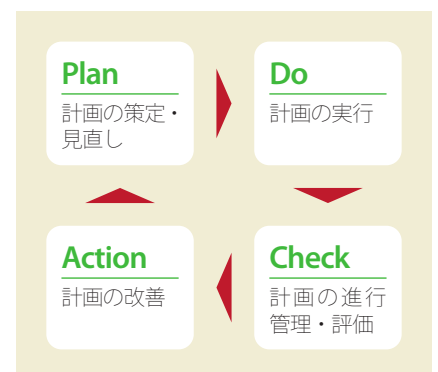 Plan
計画の策定・
見直し
Do
計画の実行
Action
計画の改善
Check
計画の進行
管理・評価